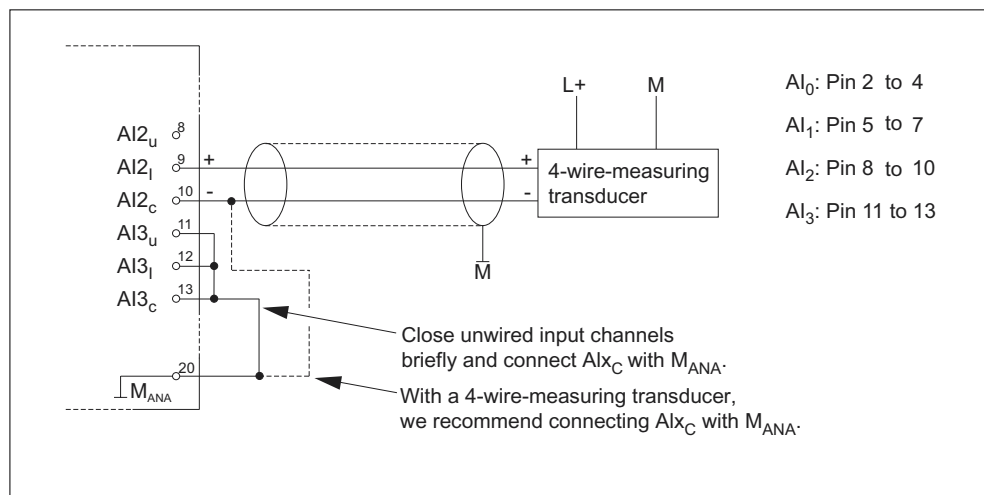 L+ M
AI0: Pin 2 to 4
AI1: Pin 5 to 7
AI2: Pin 8 to 10
AI3: Pin 11 to 13
AI2u 8
AI2I 9 + +
AI2c 10 - -
4-wire-measuring
transducer
AI3u 11
AI3I 12
AI3c 13
M
Close unwired input channels
briefly and connect AIxC with MANA.
20
MANA
With a 4-wire-measuring transducer,
we recommend connecting AIxC with MANA.